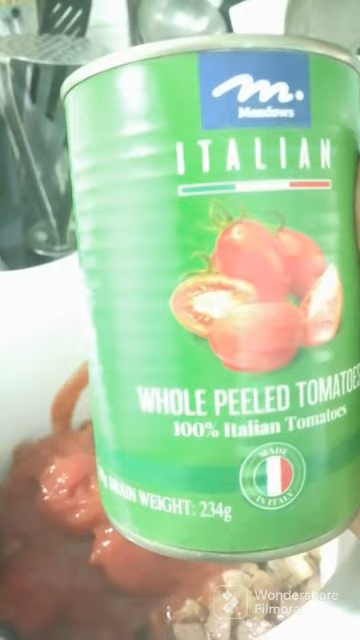 m.
Meadows
ITALIAN
WHOLE PEELED TOMATOES
100% Italian Tomatoes
MADE
IN ITALY
WEIGHT: 234g
Wondershare
Filmora